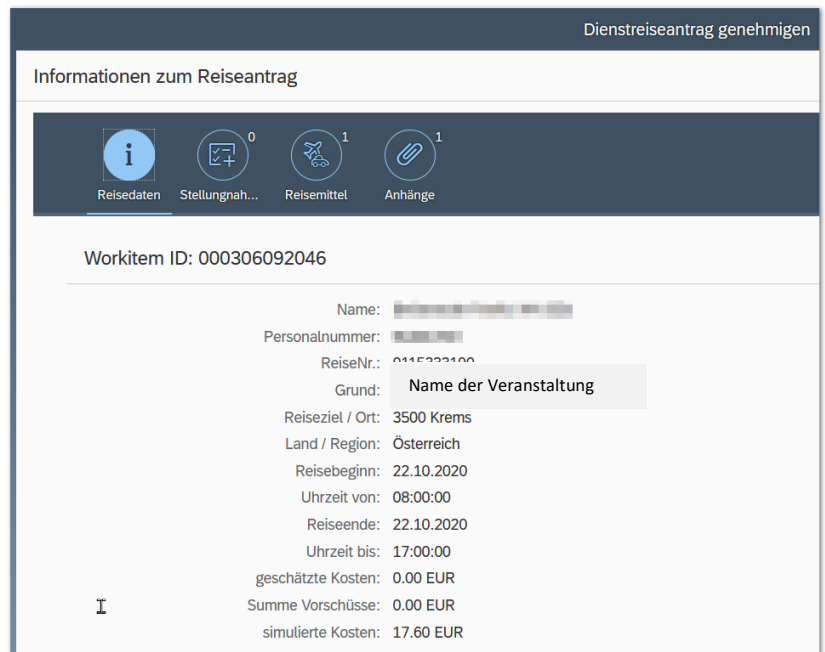 Dienstreiseantrag genehmigen
Informationen zum Reiseantrag
0 1 1
Reisedaten Stellungnah... Reisemittel Anhänge
Workitem ID: 000306092046
Name:
Personalnummer:
ReiseNr.:
Grund: Name der Veranstaltung
Reiseziel / Ort: 3500 Krems
Land / Region: Österreich
Reisebeginn: 22.10.2020
Uhrzeit von: 08:00:00
Reiseende: 22.10.2020
Uhrzeit bis: 17:00:00
geschätzte Kosten: 0.00 EUR
Summe Vorschüsse: 0.00 EUR
simulierte Kosten: 17.60 EUR